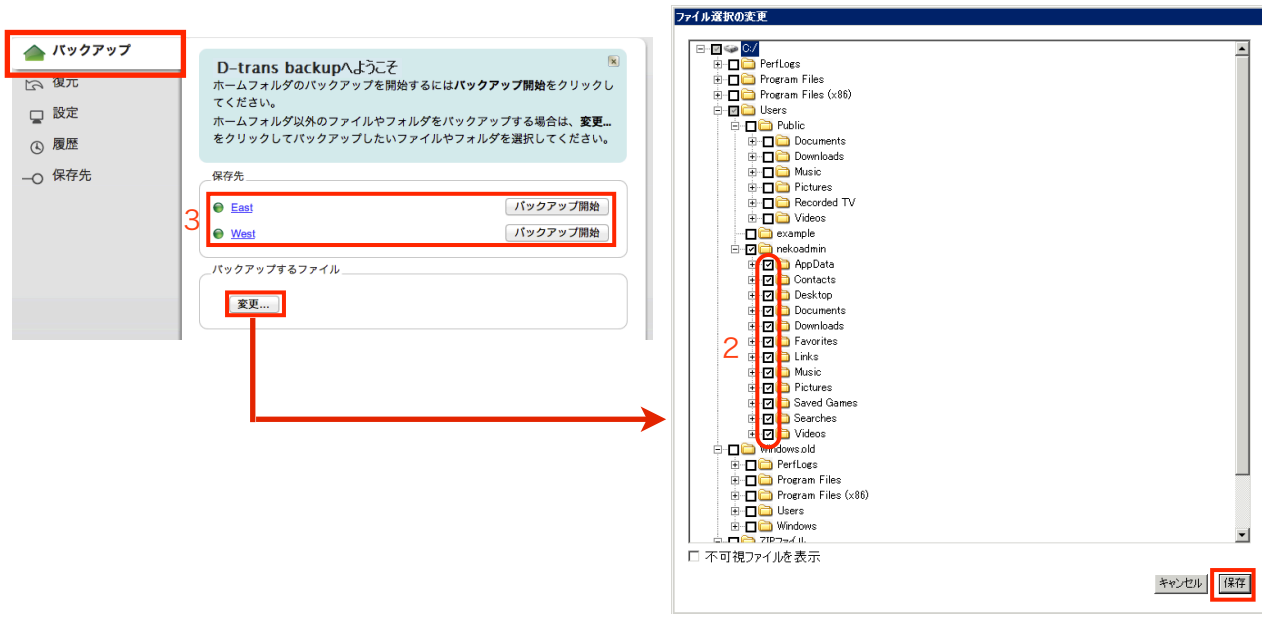 バックアップ
復元
設定
履歴
保存先
D-trans backupへようこそ
ホームフォルダのバックアップを開始するにはバックアップ開始をクリックし
てください。
ホームフォルダ以外のファイルやフォルダをバックアップする場合は、変更...
をクリックしてバックアップしたいファイルやフォルダを選択してください。
保存先
3
East
バックアップ開始
West
バックアップ開始
バックアップするファイル
変更...
ファイル選択の変更
C:/
PerfLogs
Program Files
Program Files (x86)
Users
Public
Documents
Downloads
Music
Pictures
Recorded TV
Videos
example
nekoadmin
AppData
Contacts
Desktop
Documents
Downloads
Favorites
2
Links
Music
Pictures
Saved Games
Searches
Videos
Windows.old
PerfLogs
Program Files
Program Files (x86)
Users
Windows
ZIPファイル
不可視ファイルを表示
キャンセル
保存